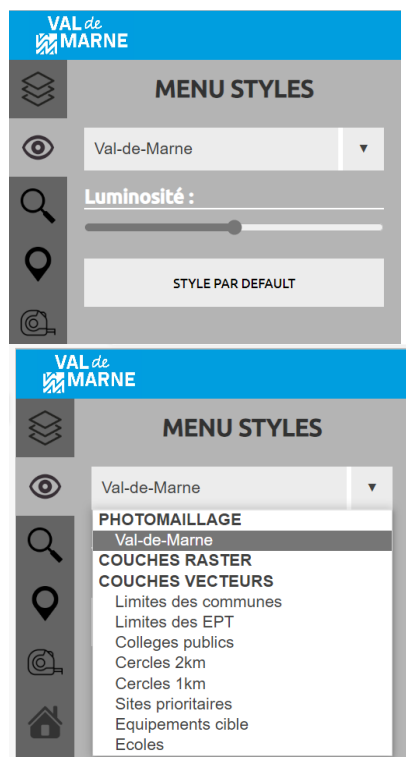 VAL de
MARNE
MENU STYLES
Val-de-Marne
Luminosité :
STYLE PAR DEFAULT
VAL de
MARNE
MENU STYLES
Val-de-Marne
PHOTOMAILLAGE
Val-de-Marne
COUCHES RASTER
COUCHES VECTEURS
Limites des communes
Limites des EPT
Colleges publics
Cercles 2km
Cercles 1km
Sites prioritaires
Equipements cible
Ecoles